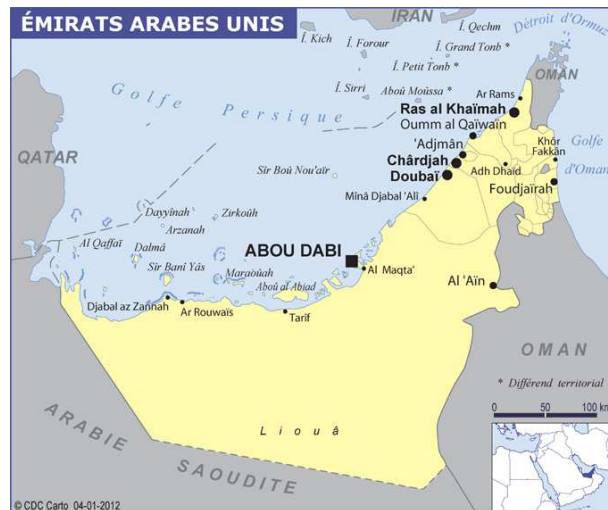 ÉMIRATS ARABES UNIS
IRAN
Î. Qechm
Détroit d'Ormuz
Î. Kich
Î. Forour
Î. Grand Tonb *
Î. Petit Tonb *
OMAN
Î. Sirri
Aboû Moûssa *
Ar Rams
Golfe Persique
Ras al Khaïmah
Oumm al Qaïwaïn
'Adjmân
Khôr Fakkân
Golfe d'Oman
QATAR
Chârdjah
Adh Dhaïd
Doubaï
Foudjaïrah
Sîr Boû Nou'aïr
Mînâ Djabal 'Alî
Dayyînah
Zirkoûh
Arzanah
Al Qaffaï
Dalmâ
ABOU DABI
Al Maqta'
Sîr Banî Yâs
Maraoûah
Aboû al Abiad
Al 'Aïn
Djabal az Zannah
Ar Rouwaïs
Tarîf
OMAN
* Différend territorial
0 50 100 km
Liouâ
ARABIE SAOUDITE
© CDC Carto 04-01-2012